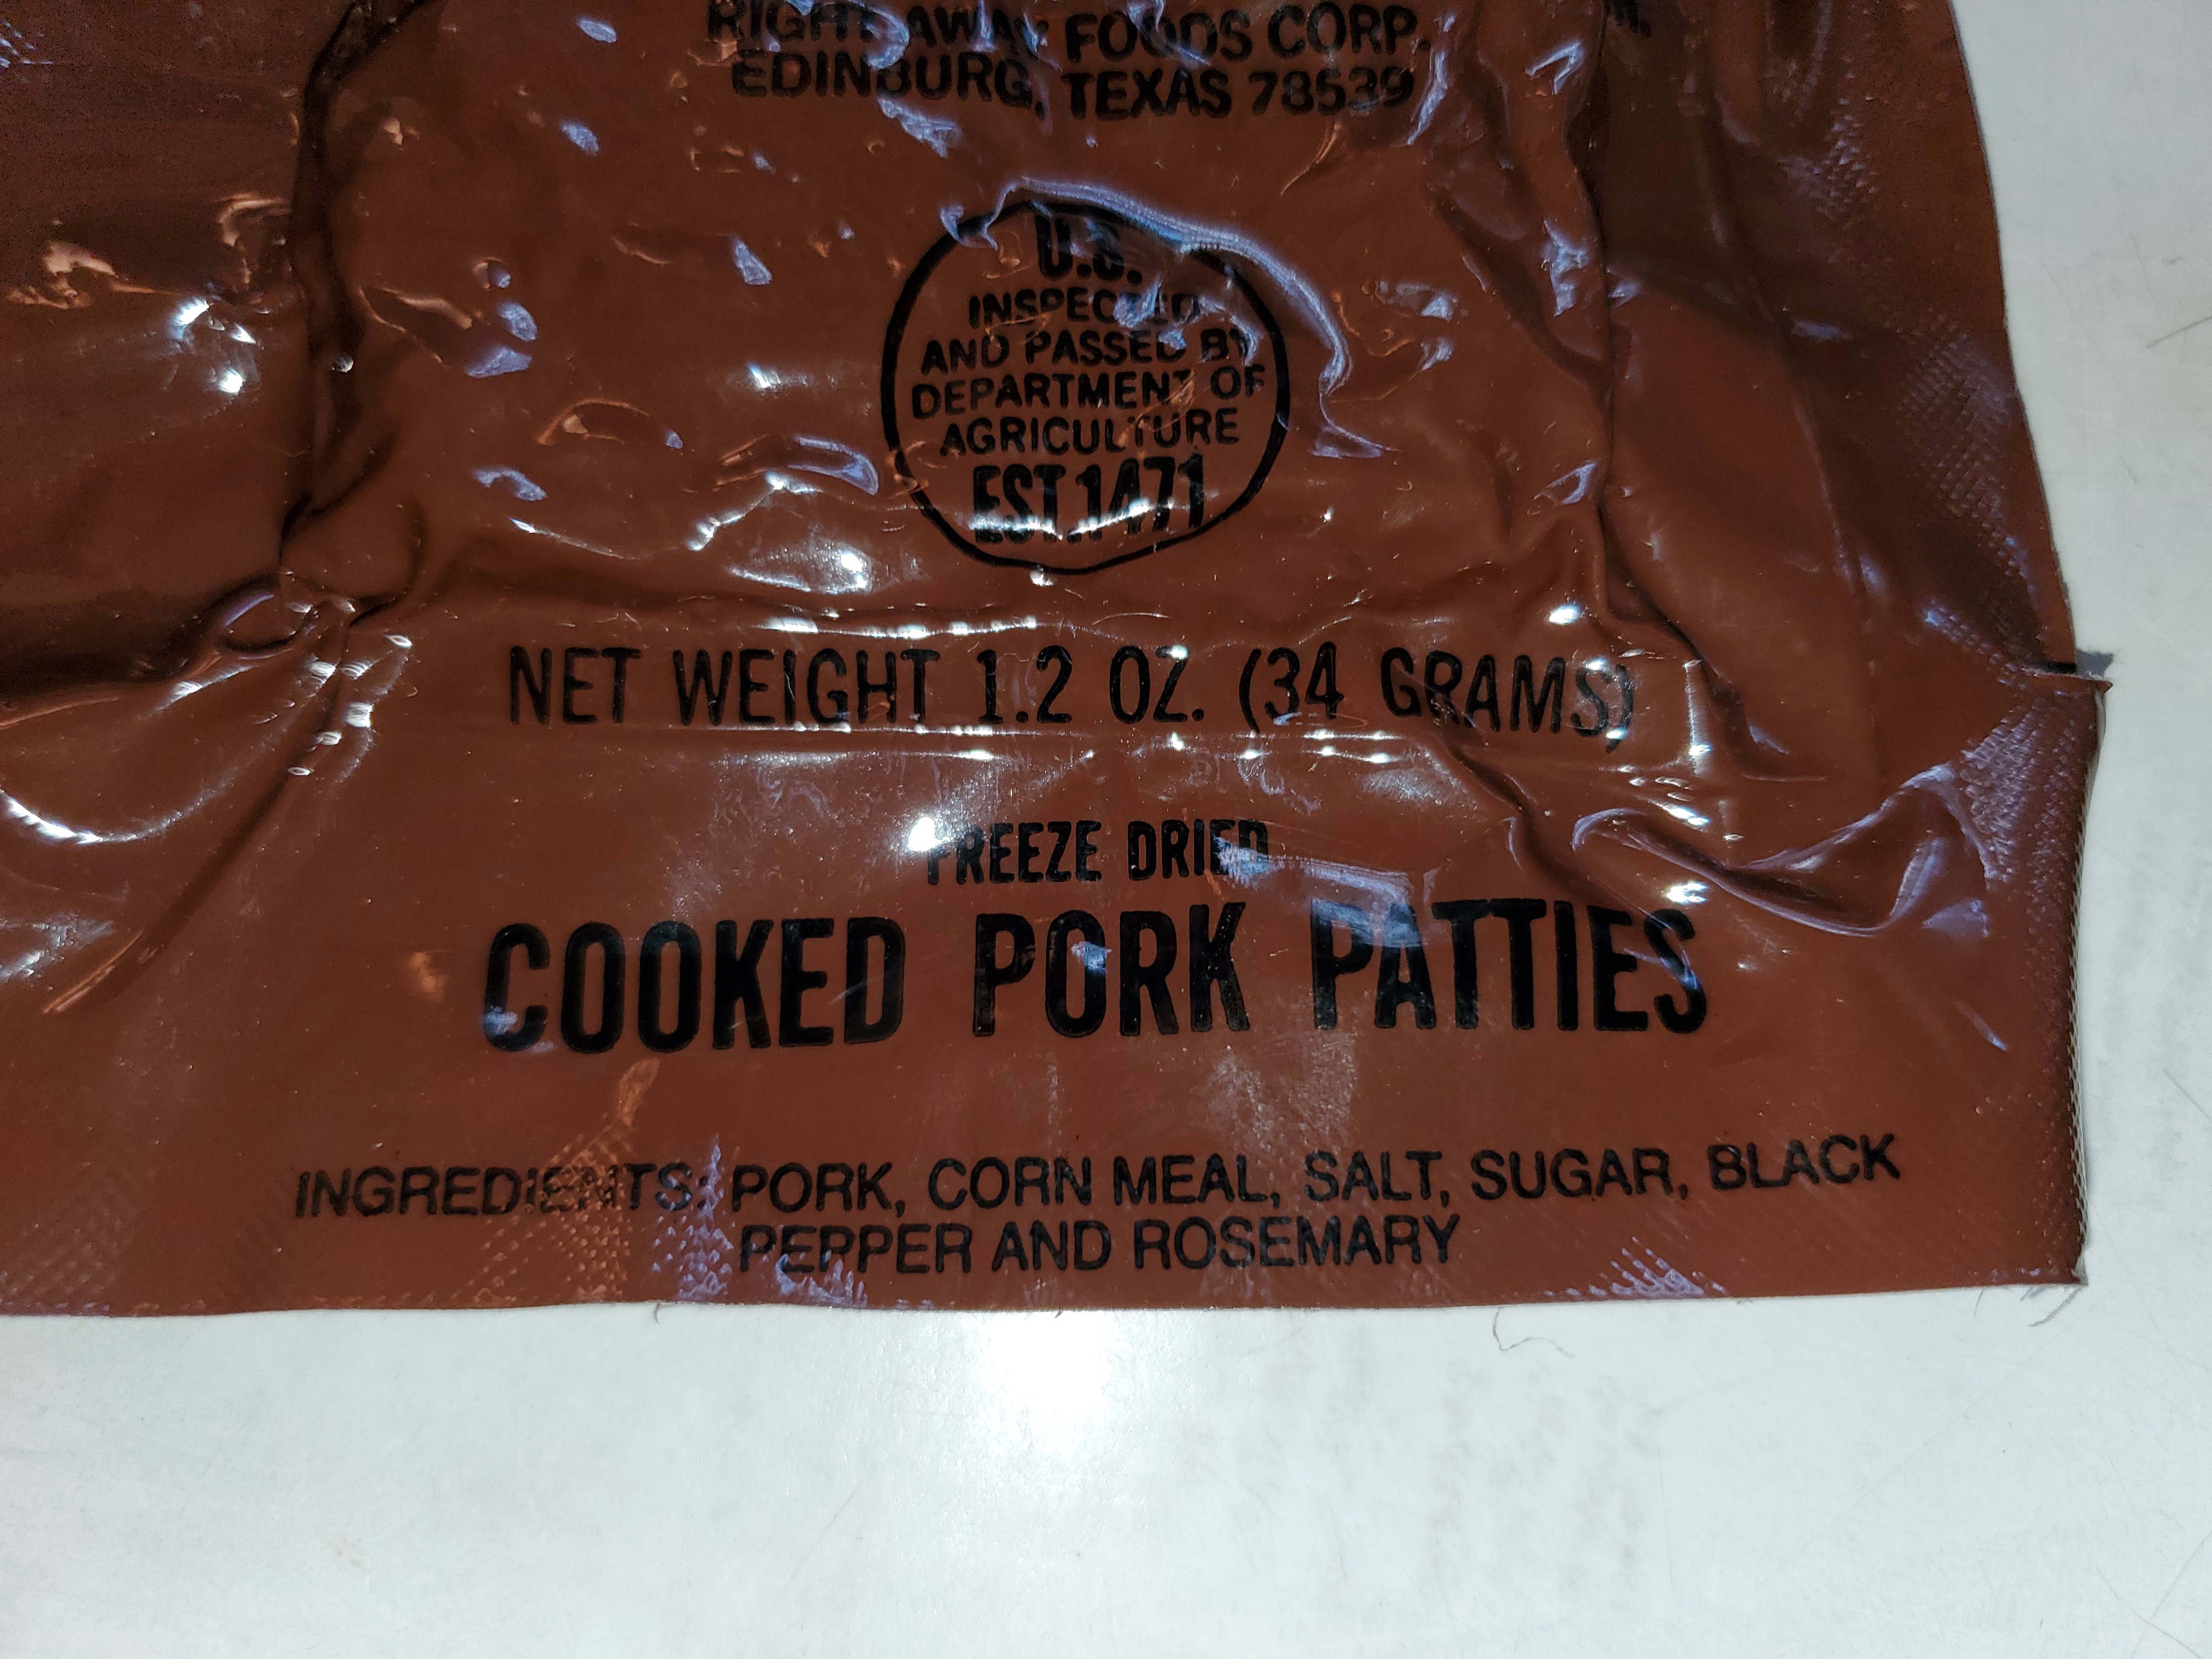 RIGHT AWAY FOODS CORP.
EDINBURG, TEXAS 78539
U.S.
INSPECTED
AND PASSED BY
DEPARTMENT OF
AGRICULTURE
EST.1471
NET WEIGHT 1.2 OZ. (34 GRAMS)
FREEZE DRIED
COOKED PORK PATTIES
INGREDIENTS: PORK, CORN MEAL, SALT, SUGAR, BLACK
PEPPER AND ROSEMARY